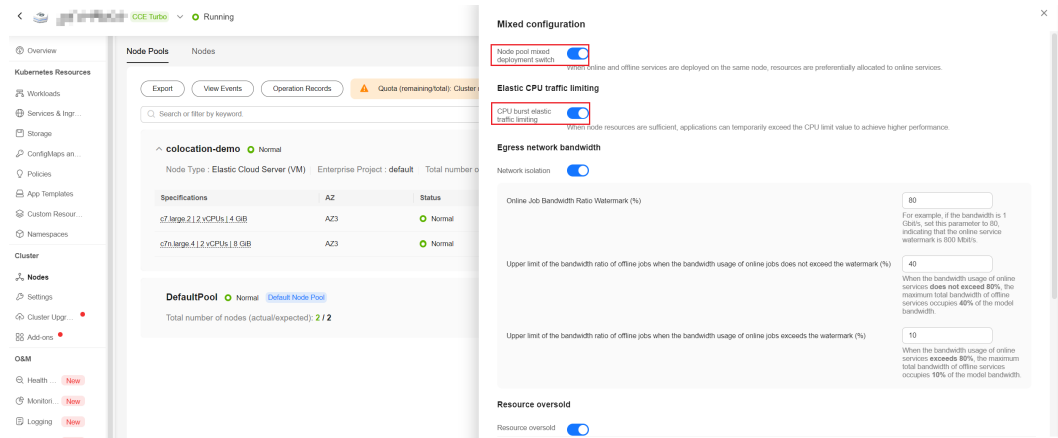 CCE Turbo
Running
Overview
Kubernetes Resources
Workloads
Services & Ingr...
Storage
ConfigMaps an...
Policies
App Templates
Custom Resour...
Namespaces
Cluster
Nodes
Settings
Cluster Upgr...
Add-ons
O&M
Health ... New
Monitori... New
Logging New
Node Pools Nodes
Export View Events Operation Records Quota (remaining/total): Cluster
Search or filter by keyword.
colocation-demo Normal
Node Type : Elastic Cloud Server (VM) Enterprise Project : default Total number o
Specifications AZ Status
c7.large.2 | 2 vCPUs | 4 GiB AZ3 Normal
c7n.large.4 | 2 vCPUs | 8 GiB AZ3 Normal
DefaultPool Normal Default Node Pool
Total number of nodes (actual/expected): 2 / 2
Mixed configuration
Node pool mixed
deployment switch
When online and offline services are deployed on the same node, resources are preferentially allocated to online services.
Elastic CPU traffic limiting
CPU burst elastic
traffic limiting
When node resources are sufficient, applications can temporarily exceed the CPU limit value to achieve higher performance.
Egress network bandwidth
Network isolation
Online Job Bandwidth Ratio Watermark (%) 80
For example, if the bandwidth is 1
Gbit/s, set this parameter to 80,
indicating that the online service
watermark is 800 Mbit/s.
Upper limit of the bandwidth ratio of offline jobs when the bandwidth usage of online jobs does not exceed the watermark (%) 40
When the bandwidth usage of online
services does not exceed 80%, the
maximum total bandwidth of offline
services occupies 40% of the model
bandwidth.
Upper limit of the bandwidth ratio of offline jobs when the bandwidth usage of online jobs exceeds the watermark (%) 10
When the bandwidth usage of online
services exceeds 80%, the maximum
total bandwidth of offline services
occupies 10% of the model bandwidth.
Resource oversold
Resource oversold